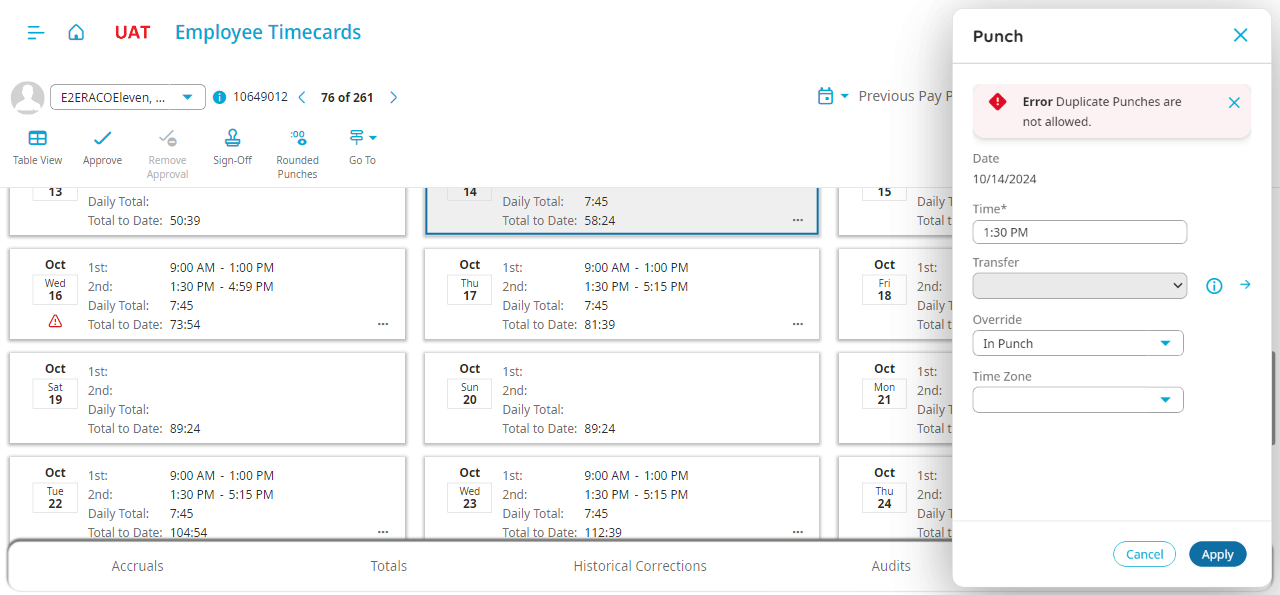 UAT Employee Timecards
E2ERACOEleven, ... 10649012 76 of 261 Previous Pay P
Table View Approve Remove Approval Sign-Off Rounded Punches Go To
13
Daily Total:
Total to Date: 50:39
14
Daily Total: 7:45
Total to Date: 58:24
...
15
Daily T
Total t
Oct
Wed
16
1st: 9:00 AM - 1:00 PM
2nd: 1:30 PM - 4:59 PM
Daily Total: 7:45
Total to Date: 73:54
...
Oct
Thu
17
1st: 9:00 AM - 1:00 PM
2nd: 1:30 PM - 5:15 PM
Daily Total: 7:45
Total to Date: 81:39
...
Oct
Fri
18
1st:
2nd:
Daily T
Total t
Oct
Sat
19
1st:
2nd:
Daily Total:
Total to Date: 89:24
Oct
Sun
20
1st:
2nd:
Daily Total:
Total to Date: 89:24
Oct
Mon
21
1st:
2nd:
Daily T
Total t
Oct
Tue
22
1st: 9:00 AM - 1:00 PM
2nd: 1:30 PM - 5:15 PM
Daily Total: 7:45
Total to Date: 104:54
...
Oct
Wed
23
1st: 9:00 AM - 1:00 PM
2nd: 1:30 PM - 5:15 PM
Daily Total: 7:45
Total to Date: 112:39
...
Oct
Thu
24
1st:
2nd:
Daily T
Total t
Accruals Totals Historical Corrections Audits
Punch
Error Duplicate Punches are
not allowed.
Date
10/14/2024
Time*
1:30 PM
Transfer
Override
In Punch
Time Zone
Cancel Apply